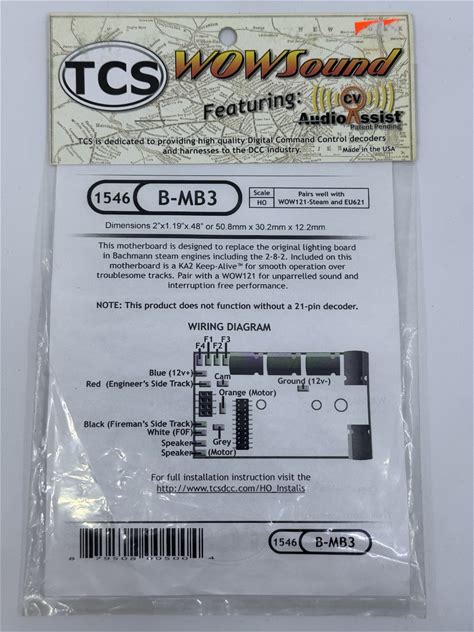 NEW YORK
TCS
WOWSound
Featuring:
CV
AudioAssist
Patent Pending
TCS is dedicated to providing high quality Digital Command Control decoders
and harnesses to the DCC industry.
Made in the USA
1546 B-MB3
Scale
HO
Pairs well with
WOW121-Steam and EU621
Dimensions 2"x1.19"x.48" or 50.8mm x 30.2mm x 12.2mm
This motherboard is designed to replace the original lighting board
in Bachmann steam engines including the 2-8-2. Included on this
motherboard is a KA2 Keep-Alive™ for smooth operation over
troublesome tracks. Pair with a WOW121 for unparrelled sound and
interruption free performance.
NOTE: This product does not function without a 21-pin decoder.
WIRING DIAGRAM
F1 F3
F4 F2
Blue (12v+)
Red (Engineer's Side Track)
Cam
Ground (12v-)
Orange (Motor)
Black (Fireman's Side Track)
White (F0F)
Speaker
Speaker
Grey
(Motor)
For full installation instruction visit the
http://www.tcsdcc.com/HO_Installs
8 79508 00500 4
1546 B-MB3